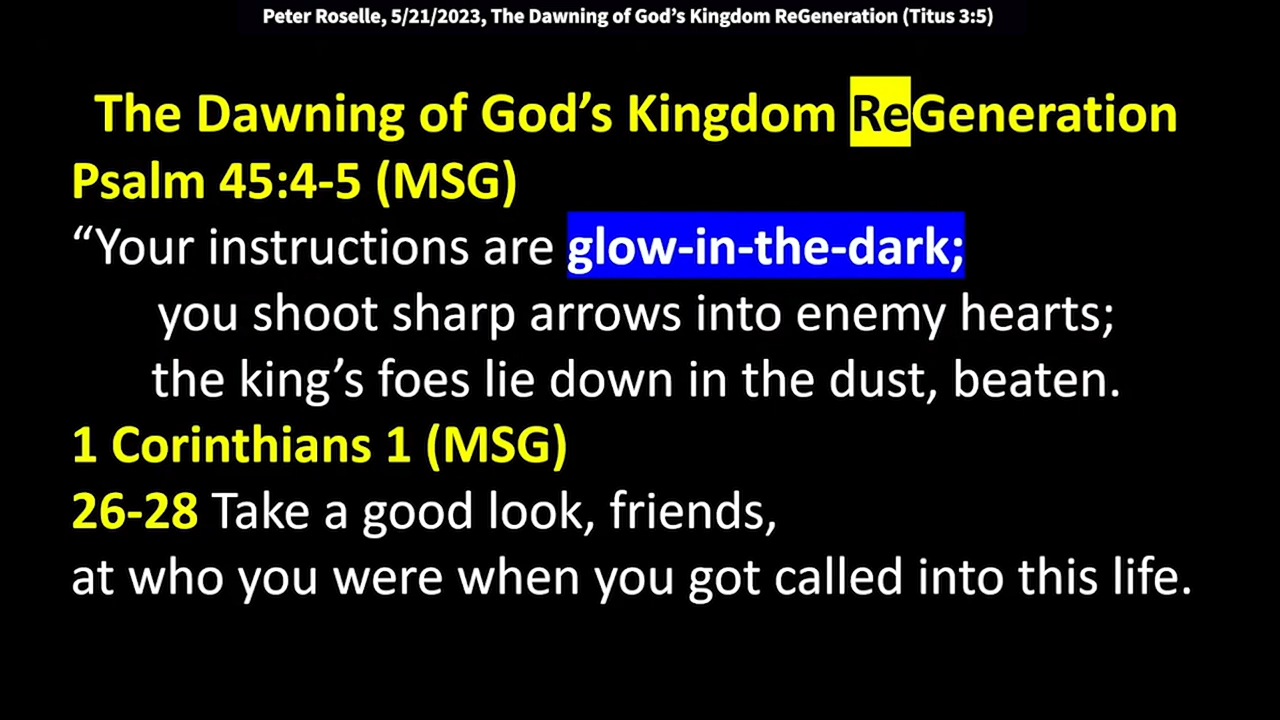 Peter Roselle, 5/21/2023, The Dawning of God’s Kingdom ReGeneration (Titus 3:5)
The Dawning of God’s Kingdom ReGeneration
Psalm 45:4-5 (MSG)
“Your instructions are glow-in-the-dark;
you shoot sharp arrows into enemy hearts;
the king’s foes lie down in the dust, beaten.
1 Corinthians 1 (MSG)
26-28 Take a good look, friends,
at who you were when you got called into this life.